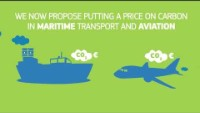 WE NOW PROPOSE PUTTING A PRICE ON CARBON
IN MARITIME TRANSPORT AND AVIATION
CO₂ €
CO₂ €